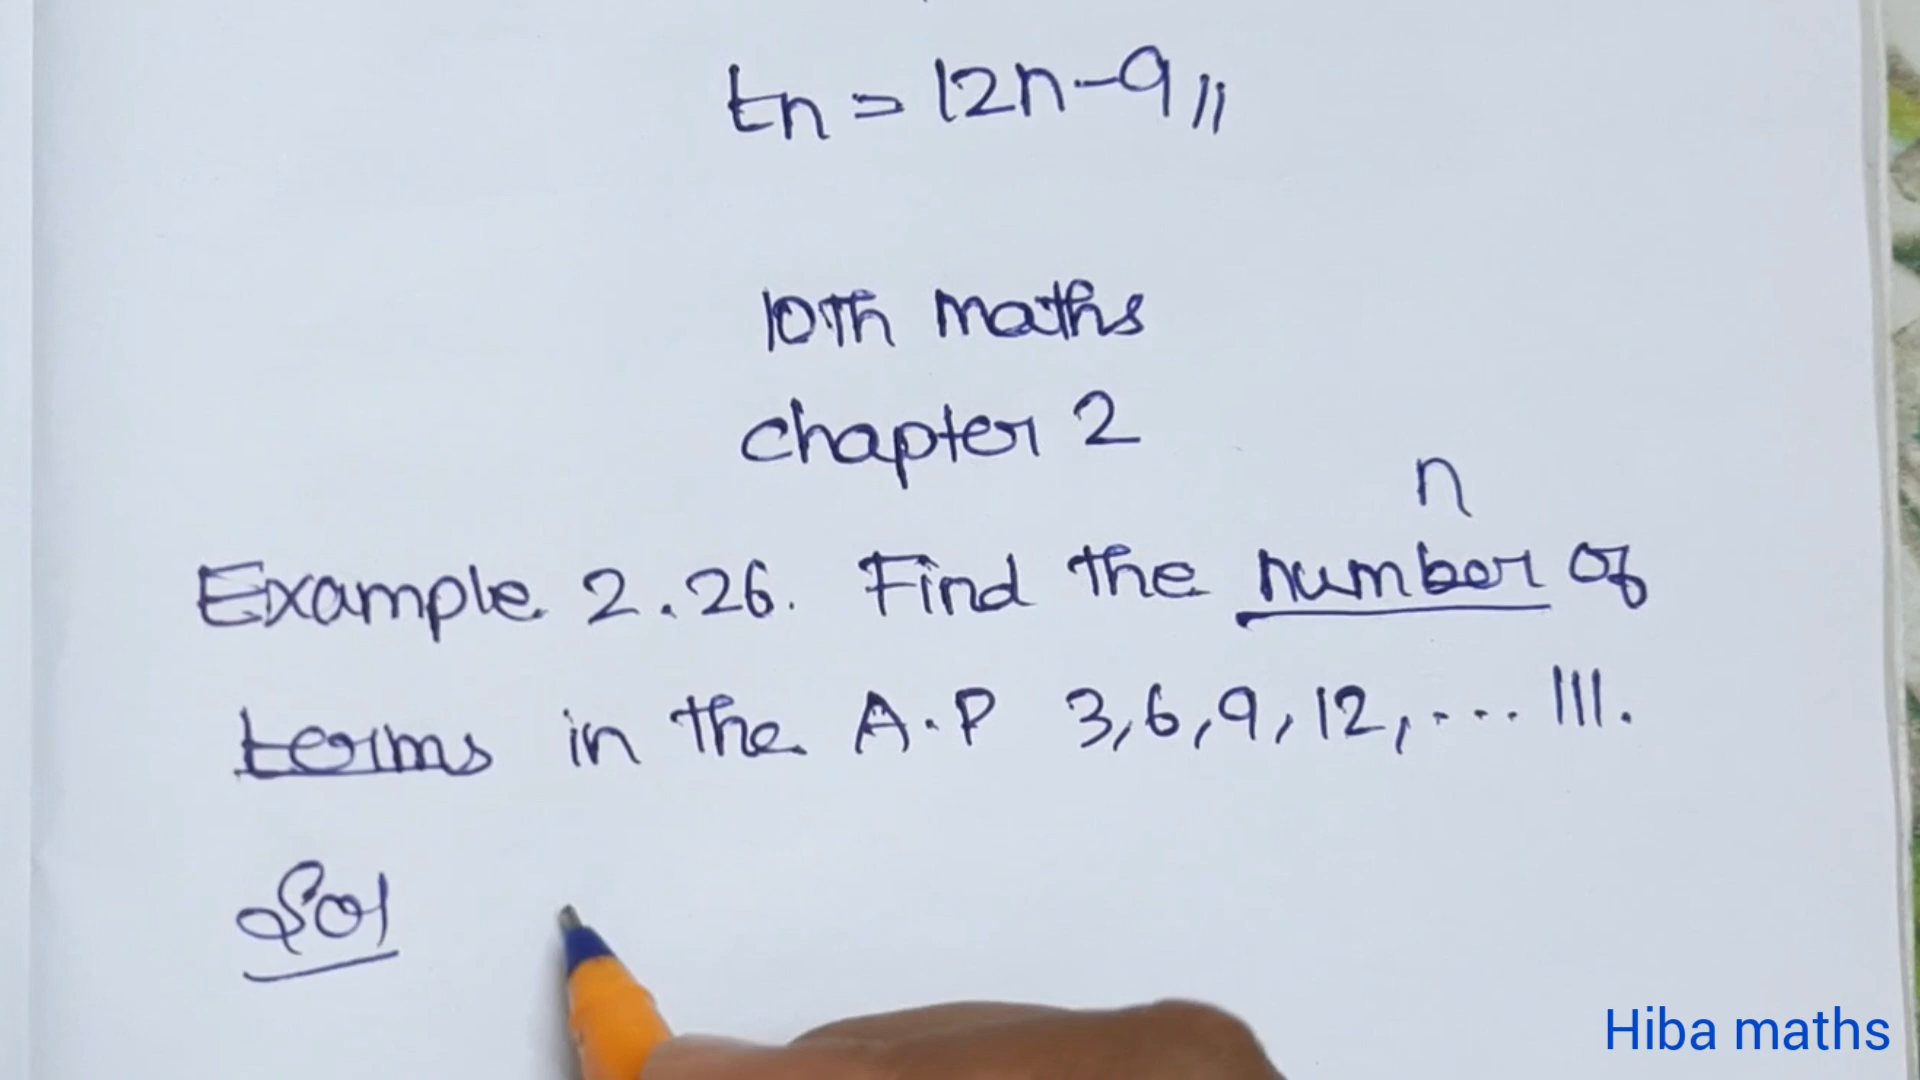 tn = 12n-9 //
10Th maths
chapter 2
n
Example 2.26. Find the number of
terms in the A.P 3,6,9,12,.... 111.
Sol
Hiba maths